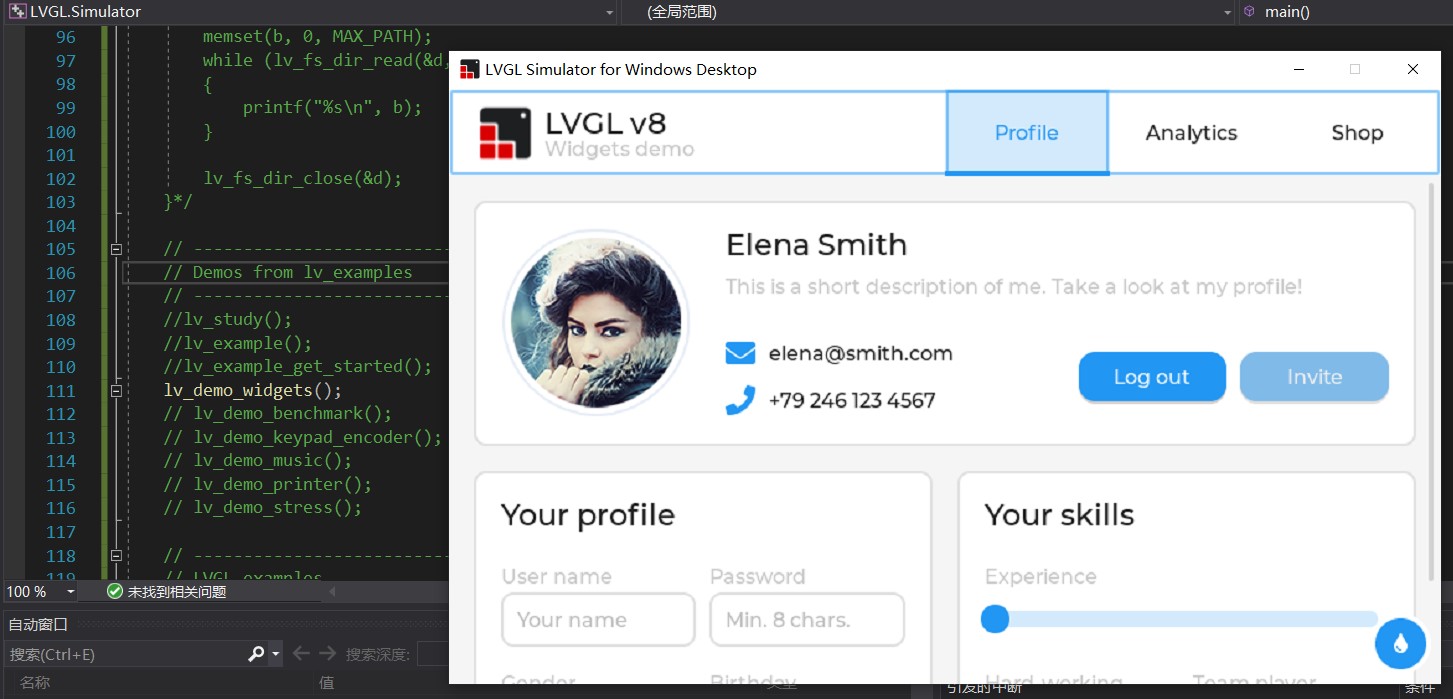 LVGL.Simulator (全局范围) main()
96 memset(b, 0, MAX_PATH);
97 while (lv_fs_dir_read(&d,
98 {
99 printf("%s\n", b);
100 }
101
102 lv_fs_dir_close(&d);
103 }*/
104
105 // --------------------------
106 // Demos from lv_examples
107 // --------------------------
108 //lv_study();
109 //lv_example();
110 //lv_example_get_started();
111 lv_demo_widgets();
112 // lv_demo_benchmark();
113 // lv_demo_keypad_encoder();
114 // lv_demo_music();
115 // lv_demo_printer();
116 // lv_demo_stress();
117
118 // --------------------------
119 // LVGL examples
100 % 未找到相关问题
自动窗口
搜索(Ctrl+E) 搜索深度:
名称 值
LVGL Simulator for Windows Desktop
LVGL v8
Widgets demo
Profile Analytics Shop
Elena Smith
This is a short description of me. Take a look at my profile!
elena@smith.com
+79 246 123 4567
Log out Invite
Your profile
User name Password
Your name Min. 8 chars.
Gender Birthday
Your skills
Experience
Hard-working Team player
引发的中断 条件